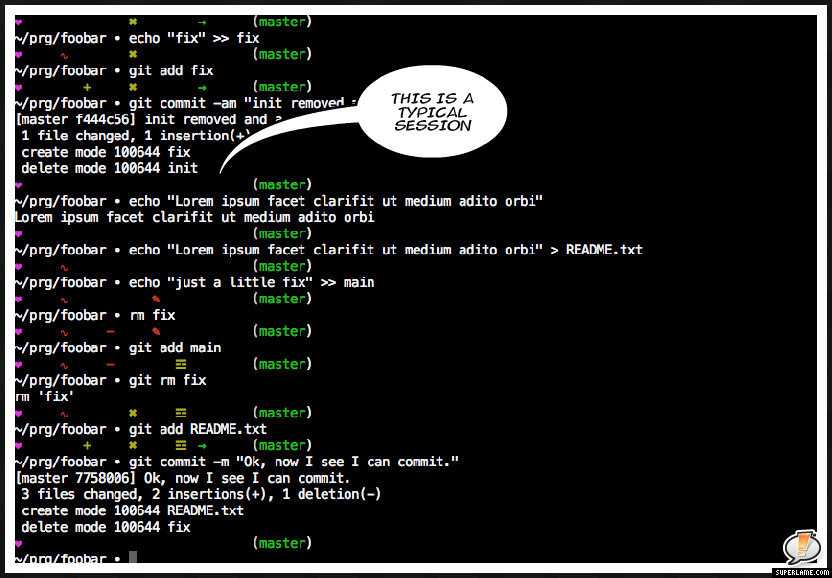 ❤ ✖ → (master)
~/prg/foobar • echo "fix" >> fix
❤ ∿ ✖ (master)
~/prg/foobar • git add fix
❤ + ✖ → (master)
~/prg/foobar • git commit -am "init removed a
[master f444c56] init removed and a
1 file changed, 1 insertion(+)
create mode 100644 fix
delete mode 100644 init
THIS IS A
TYPICAL
SESSION
❤ (master)
~/prg/foobar • echo "Lorem ipsum facet clarifit ut medium adito orbi"
Lorem ipsum facet clarifit ut medium adito orbi
❤ (master)
~/prg/foobar • echo "Lorem ipsum facet clarifit ut medium adito orbi" > README.txt
❤ ∿ (master)
~/prg/foobar • echo "just a little fix" >> main
❤ ∿ ✎ (master)
~/prg/foobar • rm fix
❤ ∿ − ✎ (master)
~/prg/foobar • git add main
❤ ∿ − ☲ (master)
~/prg/foobar • git rm fix
rm 'fix'
❤ ∿ ✖ ☲ (master)
~/prg/foobar • git add README.txt
❤ + ✖ ☲ → (master)
~/prg/foobar • git commit -m "Ok, now I see I can commit."
[master 7758006] Ok, now I see I can commit.
3 files changed, 2 insertions(+), 1 deletion(-)
create mode 100644 README.txt
delete mode 100644 fix
❤ (master)
~/prg/foobar •
SUPERLAME.COM